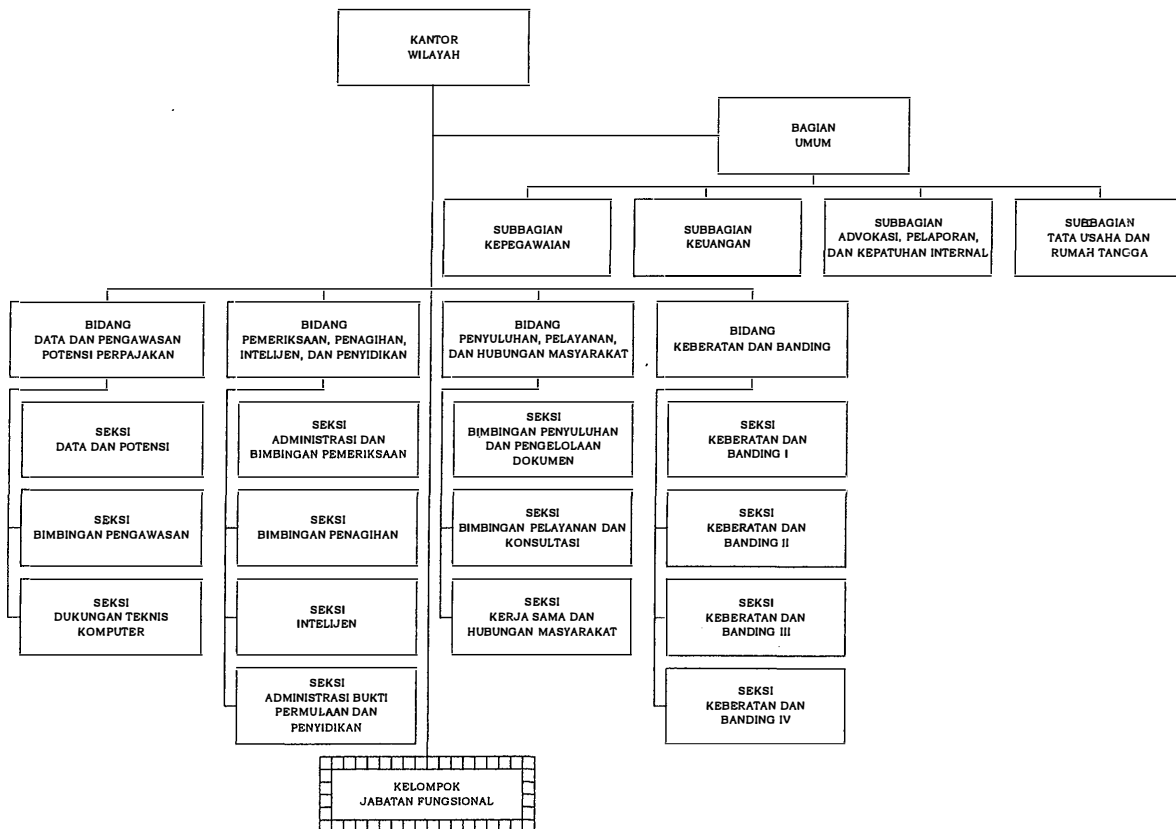 KANTOR
WILAYAH
BAGIAN
UMUM
SUBBAGIAN
KEPEGAWAIAN
SUBBAGIAN
KEUANGAN
SUBBAGIAN
ADVOKASI, PELAPORAN,
DAN KEPATUHAN INTERNAL
SUBBAGIAN
TATA USAHA DAN
RUMAH TANGGA
BIDANG
DATA DAN PENGAWASAN
POTENSI PERPAJAKAN
BIDANG
PEMERIKSAAN, PENAGIHAN,
INTELIJEN, DAN PENYIDIKAN
BIDANG
PENYULUHAN, PELAYANAN,
DAN HUBUNGAN MASYARAKAT
BIDANG
KEBERATAN DAN BANDING
SEKSI
DATA DAN POTENSI
SEKSI
ADMINISTRASI DAN
BIMBINGAN PEMERIKSAAN
SEKSI
BIMBINGAN PENYULUHAN
DAN PENGELOLAAN
DOKUMEN
SEKSI
KEBERATAN DAN
BANDING I
SEKSI
BIMBINGAN PENGAWASAN
SEKSI
BIMBINGAN PENAGIHAN
SEKSI
BIMBINGAN PELAYANAN DAN
KONSULTASI
SEKSI
KEBERATAN DAN
BANDING II
SEKSI
DUKUNGAN TEKNIS
KOMPUTER
SEKSI
INTELIJEN
SEKSI
KERJA SAMA DAN
HUBUNGAN MASYARAKAT
SEKSI
KEBERATAN DAN
BANDING III
SEKSI
ADMINISTRASI BUKTI
PERMULAAN DAN
PENYIDIKAN
SEKSI
KEBERATAN DAN
BANDING IV
KELOMPOK
JABATAN FUNGSIONAL